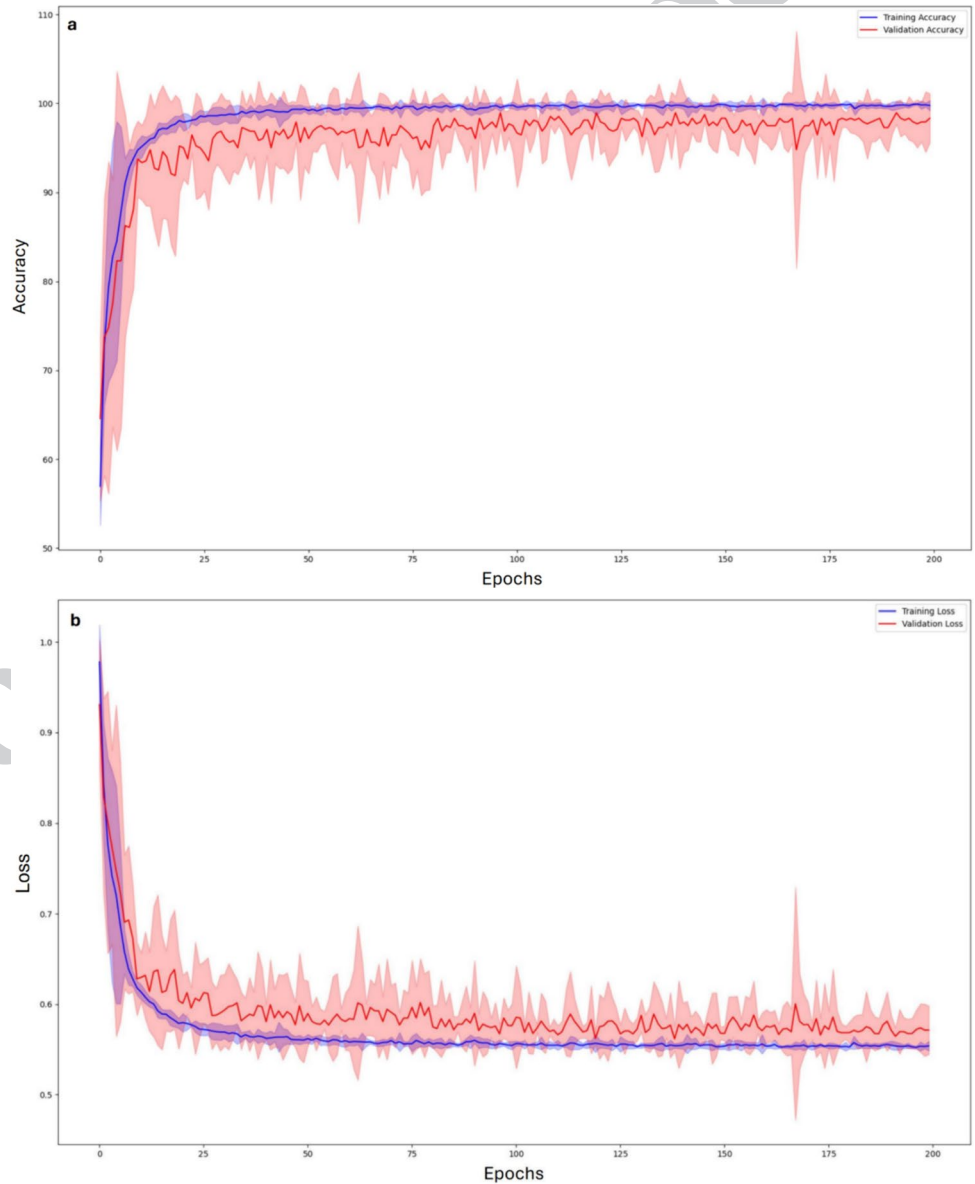 a
Training Accuracy
Validation Accuracy
110
100
90
80
70
60
50
Accuracy
0 25 50 75 100 125 150 175 200
Epochs
b
Training Loss
Validation Loss
1.0
0.9
0.8
0.7
0.6
0.5
Loss
0 25 50 75 100 125 150 175 200
Epochs